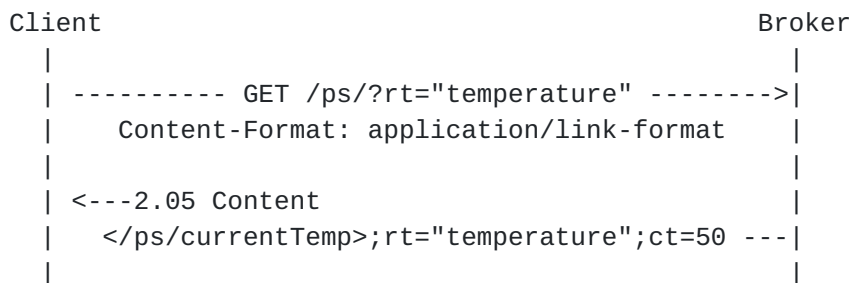 Client                                         Broker
  |                                              |
  | ---------- GET /ps/?rt="temperature" -------->|
  |    Content-Format: application/link-format   |
  |                                              |
  | <---2.05 Content                             |
  |   </ps/currentTemp>;rt="temperature";ct=50 ---|
  |                                              |